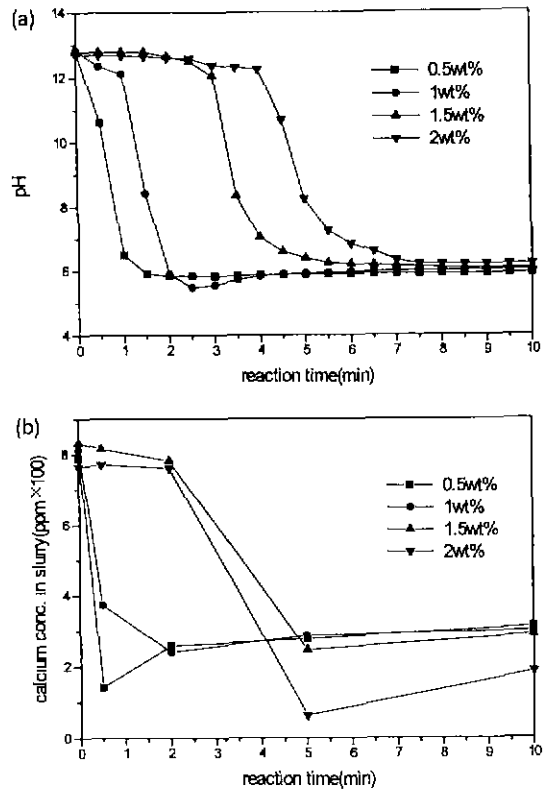 (a)
14
12
10
8
6
4
pH
0.5wt%
1wt%
1.5wt%
2wt%
0 1 2 3 4 5 6 7 8 9 10
reaction time(min)
(b)
8
6
4
2
0
calcium conc. in slurry(ppm×100)
0.5wt%
1wt%
1.5wt%
2wt%
0 1 2 3 4 5 6 7 8 9 10
reaction time(min)